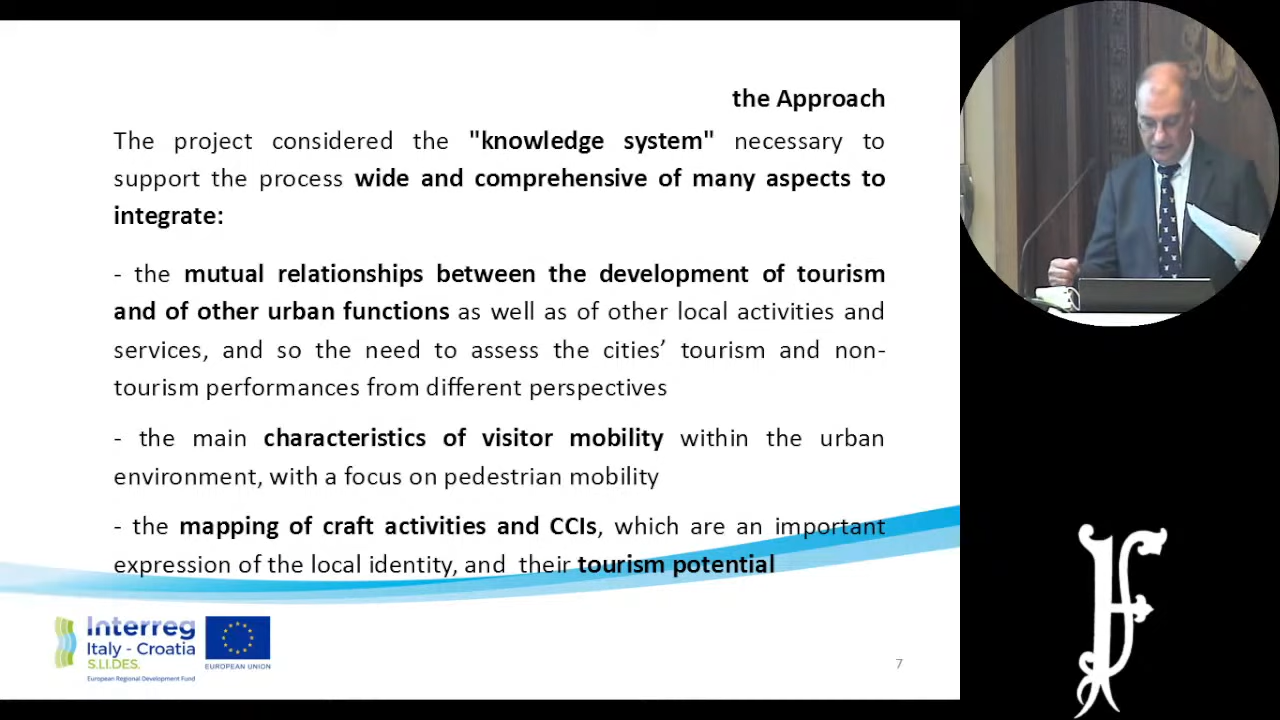 the Approach
The project considered the "knowledge system" necessary to
support the process wide and comprehensive of many aspects to
integrate:
- the mutual relationships between the development of tourism
and of other urban functions as well as of other local activities and
services, and so the need to assess the cities’ tourism and non-
tourism performances from different perspectives
- the main characteristics of visitor mobility within the urban
environment, with a focus on pedestrian mobility
- the mapping of craft activities and CCIs, which are an important
expression of the local identity, and their tourism potential
Interreg
Italy - Croatia
S.LI.DES.
European Regional Development Fund
EUROPEAN UNION
7
F